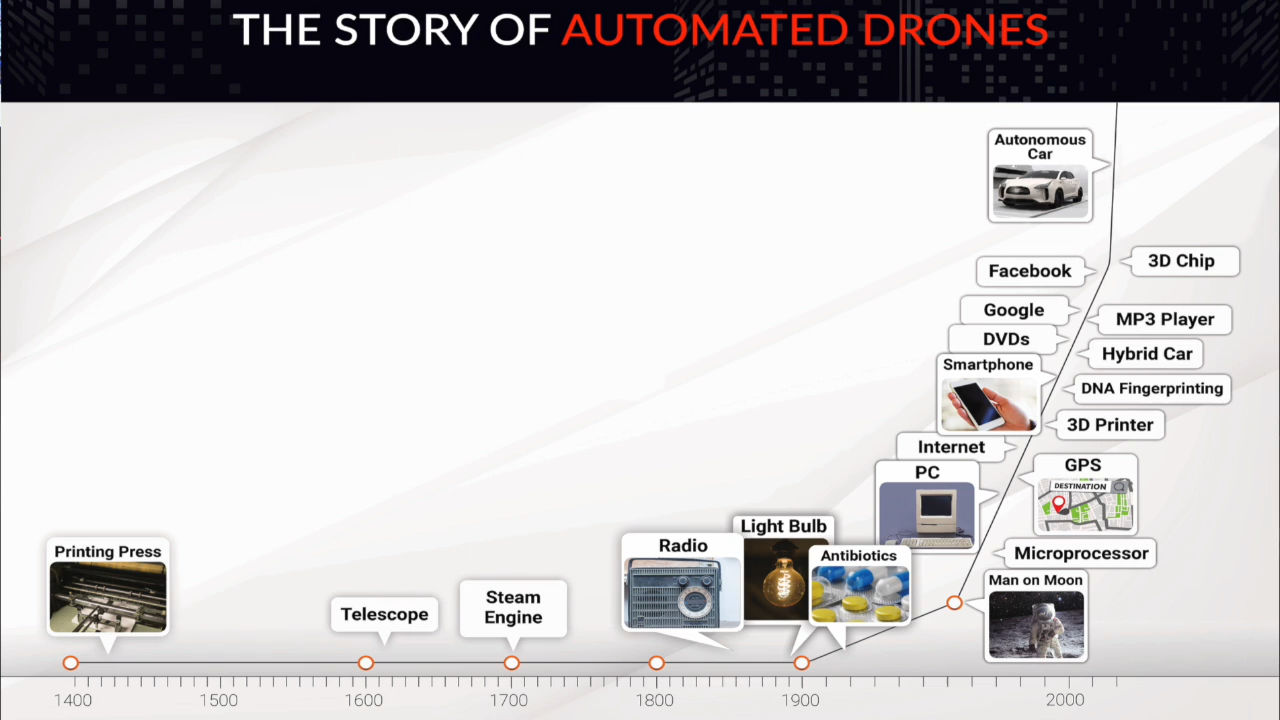 THE STORY OF AUTOMATED DRONES
Autonomous
Car
3D Chip
Facebook
Google
MP3 Player
DVDs
Hybrid Car
Smartphone
DNA Fingerprinting
3D Printer
Internet
GPS
DESTINATION
PC
Light Bulb
Radio
Antibiotics
Printing Press
Microprocessor
Man on Moon
Steam
Engine
Telescope
1400
1500
1600
1700
1800
1900
2000